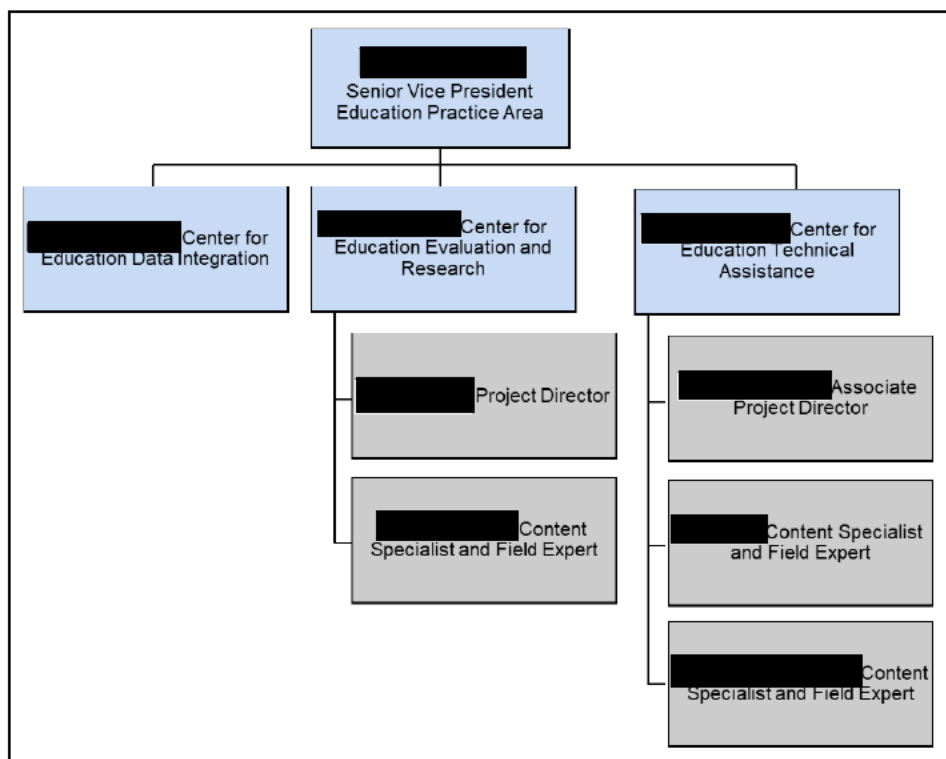 Senior Vice President
Education Practice Area
Center for
Education Data Integration
Center for
Education Evaluation and
Research
Center for
Education Technical
Assistance
Project Director
Content
Specialist and Field Expert
Associate
Project Director
Content Specialist
and Field Expert
Content
Specialist and Field Expert